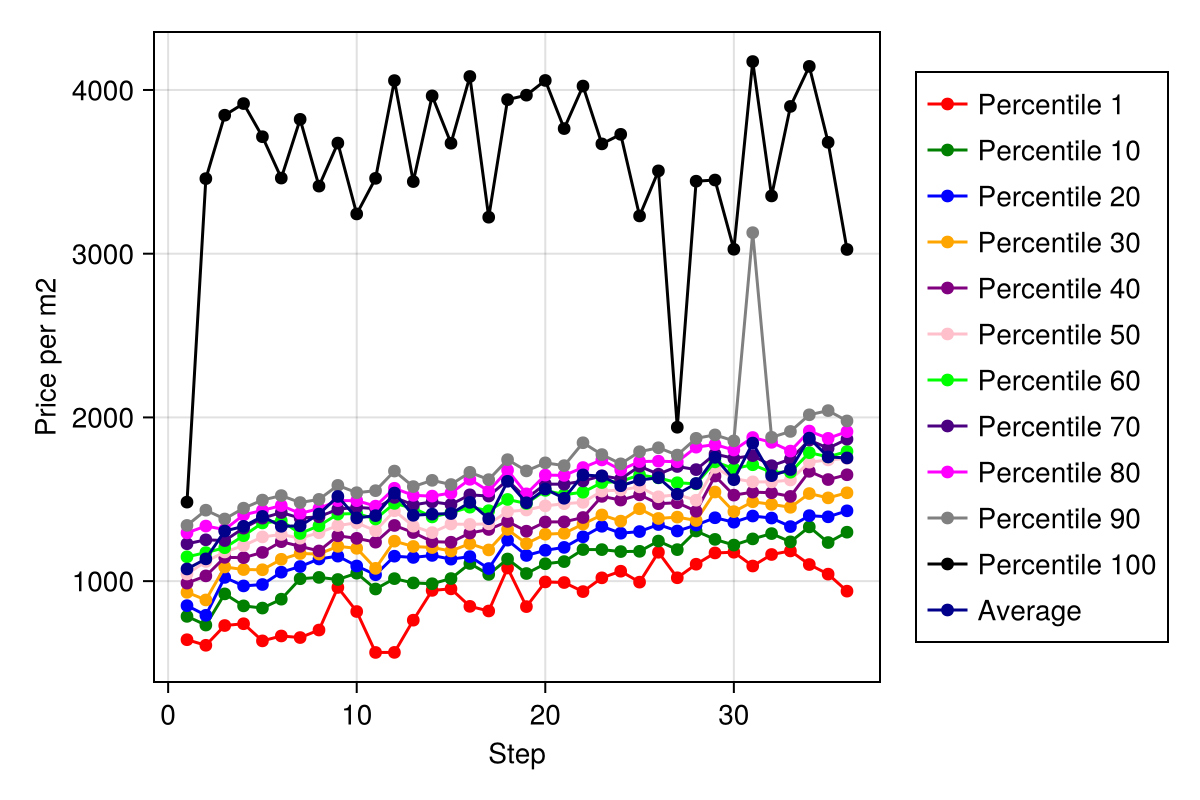 4000
3000
2000
1000
Price per m2
0 10 20 30
Step
Percentile 1
Percentile 10
Percentile 20
Percentile 30
Percentile 40
Percentile 50
Percentile 60
Percentile 70
Percentile 80
Percentile 90
Percentile 100
Average